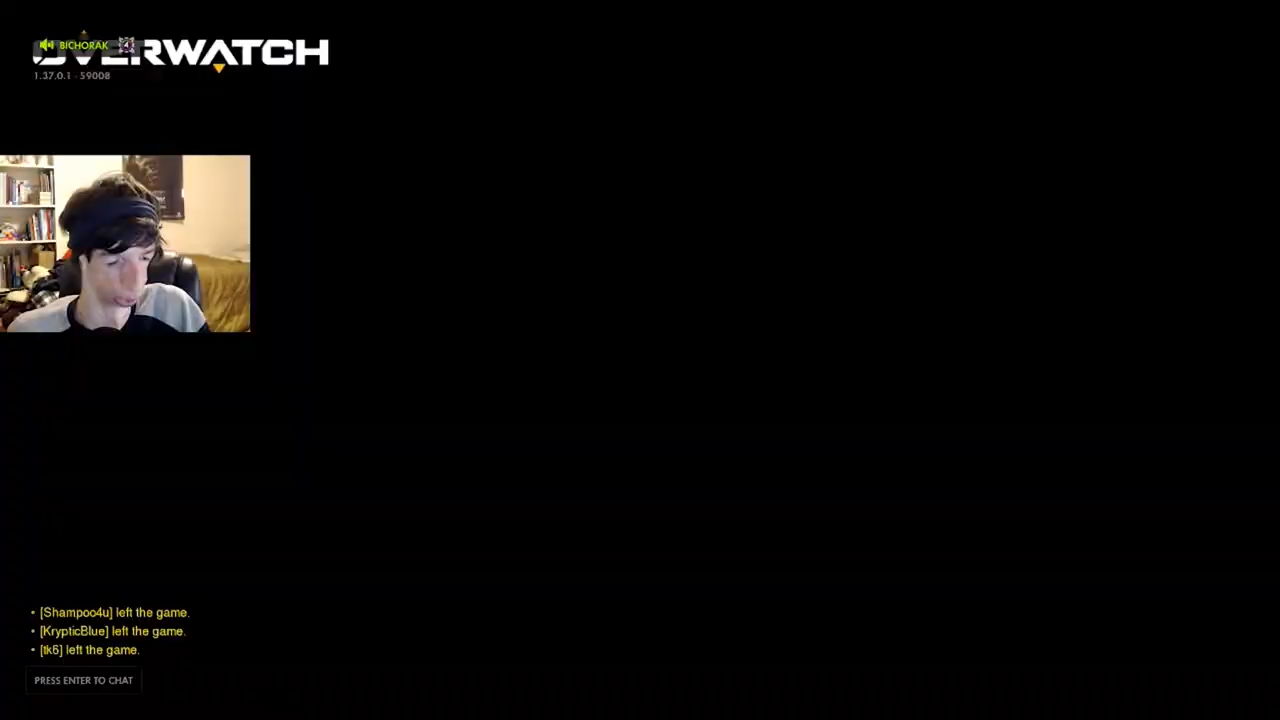 BICHORAK
OVERWATCH
1.37.0.1 - 59008
• [Shampoo4u] left the game.
• [KrypticBlue] left the game.
• [tk6] left the game.
PRESS ENTER TO CHAT